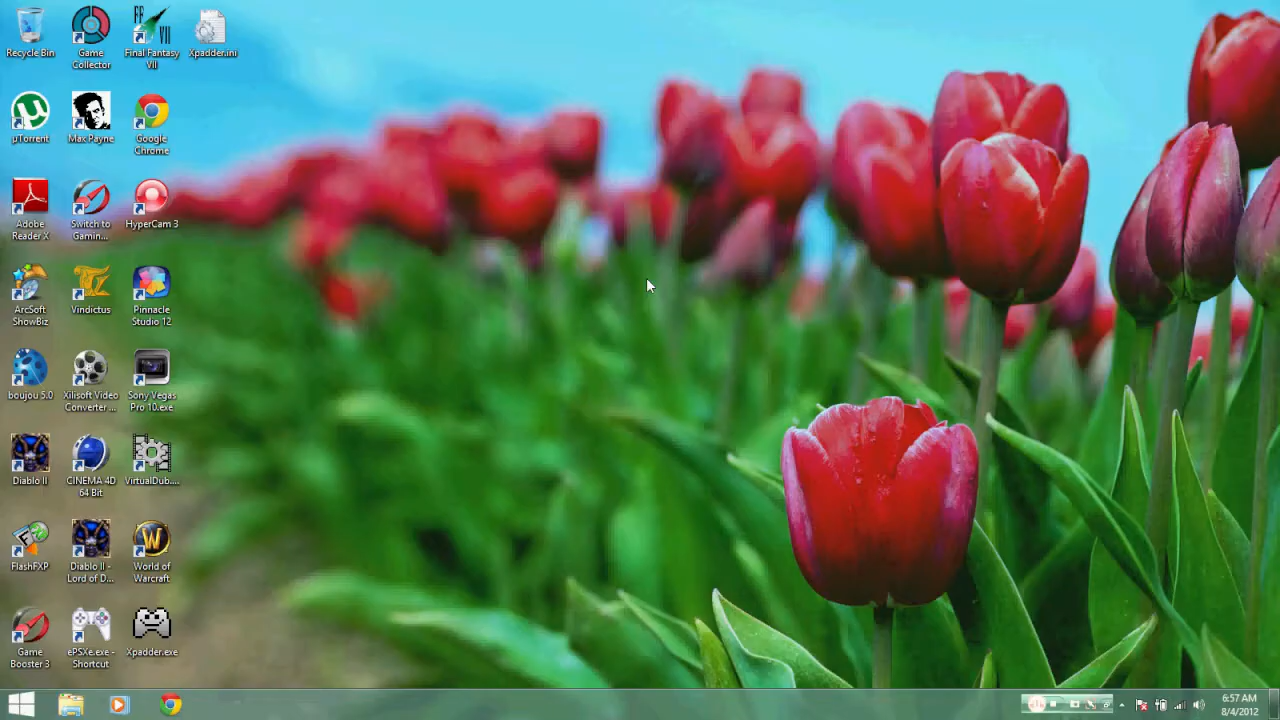 Recycle Bin
Game
Collector
FF
VII
Final Fantasy
VII
Xpadder.ini
µTorrent
Max Payne
Google
Chrome
Adobe
Reader X
Switch to
Gamin...
HyperCam 3
ArcSoft
ShowBiz
Vindictus
Pinnacle
Studio 12
boujou 5.0
Xilisoft Video
Converter ...
Sony Vegas
Pro 10.exe
Diablo II
CINEMA 4D
64 Bit
VirtualDub....
FlashFXP
Diablo II -
Lord of D...
World of
Warcraft
Game
Booster 3
ePSXe.exe -
Shortcut
Xpadder.exe
6:57 AM
8/4/2012